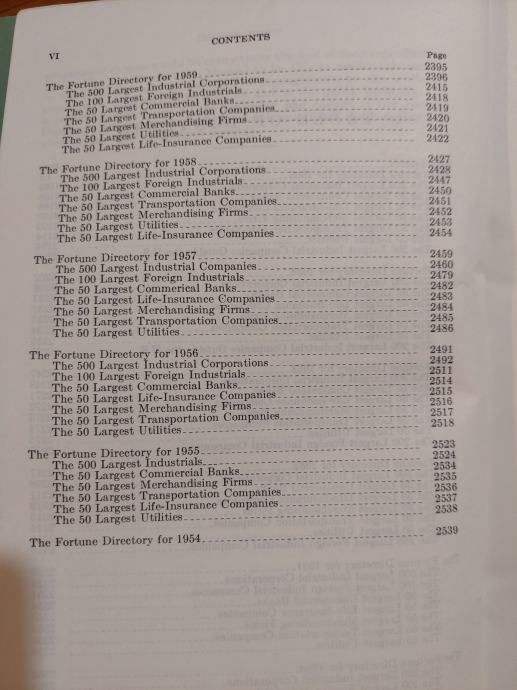 VI
CONTENTS
Page
The Fortune Directory for 1959 2395
The 500 Largest Industrial Corporations 2396
The 100 Largest Foreign Industrials 2415
The 50 Largest Commercial Banks 2418
The 50 Largest Transportation Companies 2419
The 50 Largest Merchandising Firms 2420
The 50 Largest Utilities 2421
The 50 Largest Life-Insurance Companies 2422
The Fortune Directory for 1958 2427
The 500 Largest Industrial Corporations 2428
The 100 Largest Foreign Industrials 2447
The 50 Largest Commercial Banks 2450
The 50 Largest Transportation Companies 2451
The 50 Largest Merchandising Firms 2452
The 50 Largest Utilities 2453
The 50 Largest Life-Insurance Companies 2454
The Fortune Directory for 1957 2459
The 500 Largest Industrial Companies 2460
The 100 Largest Foreign Industrials 2479
The 50 Largest Commerical Banks 2482
The 50 Largest Life-Insurance Companies 2483
The 50 Largest Merchandising Firms 2484
The 50 Largest Transportation Companies 2485
The 50 Largest Utilities 2486
The Fortune Directory for 1956 2491
The 500 Largest Industrial Corporations 2492
The 100 Largest Foreign Industrials 2511
The 50 Largest Commercial Banks 2514
The 50 Largest Life-Insurance Companies 2515
The 50 Largest Merchandising Firms 2516
The 50 Largest Transportation Companies 2517
The 50 Largest Utilities 2518
The Fortune Directory for 1955 2523
The 500 Largest Industrials 2524
The 50 Largest Commercial Banks 2534
The 50 Largest Merchandising Firms 2535
The 50 Largest Transportation Companies 2536
The 50 Largest Life-Insurance Companies 2537
The 50 Largest Utilities 2538
The Fortune Directory for 1954 2539